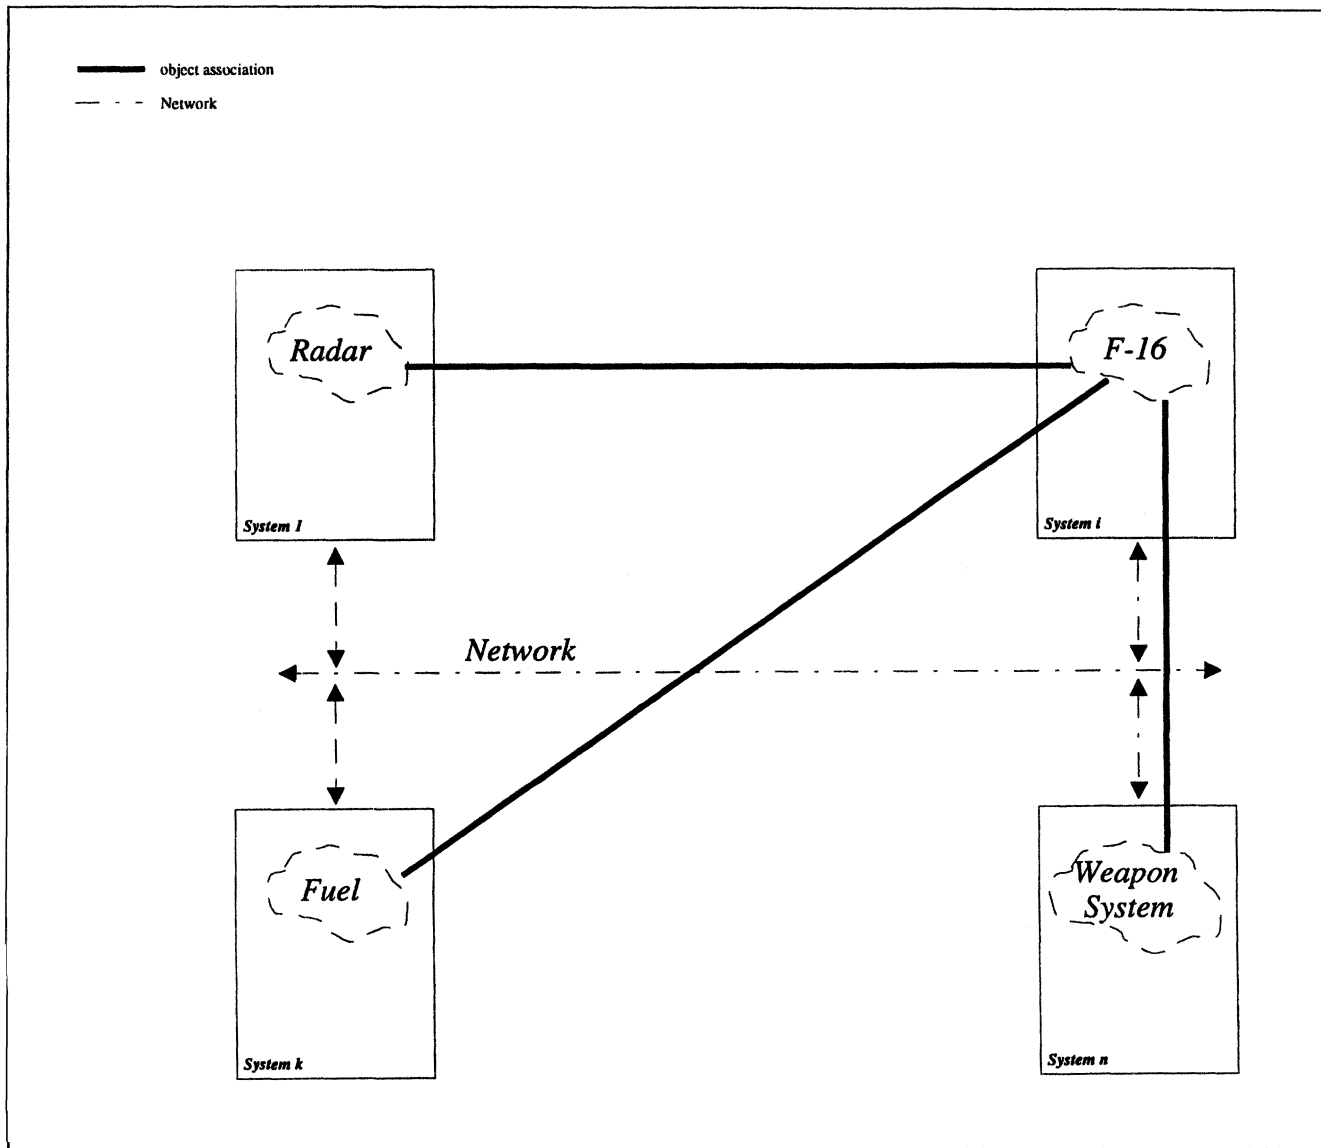 object association
Network
Radar
F-16
System 1
System i
Network
Fuel
Weapon
System
System k
System n